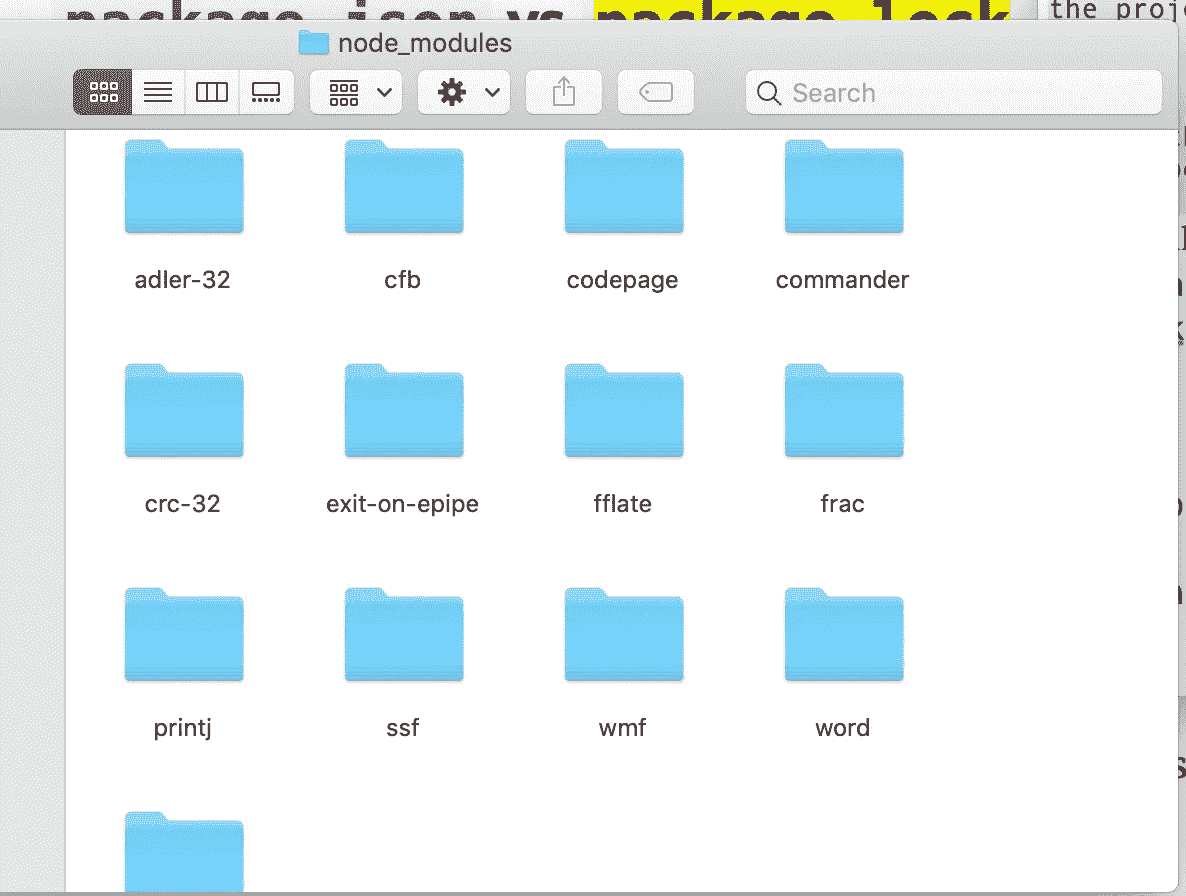 package.json vs package-lock
the proj
node_modules
Search
adler-32 cfb codepage commander
crc-32 exit-on-epipe fflate frac
printj ssf wmf word